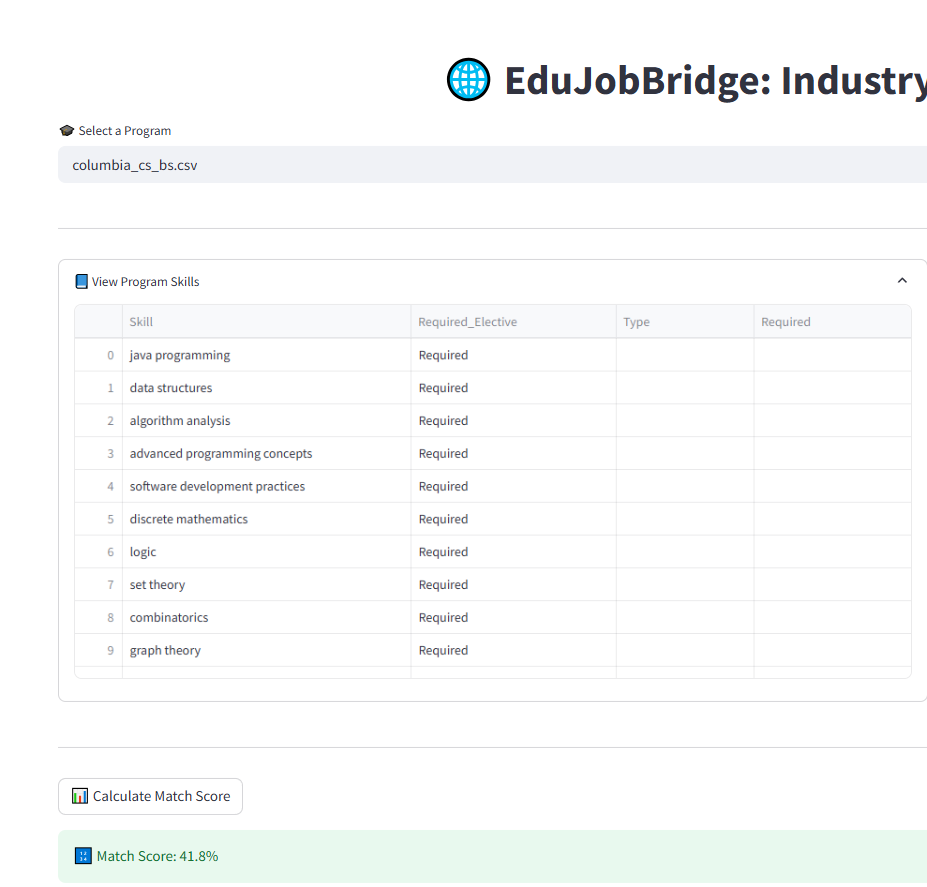 EduJobBridge: Industry
Select a Program
columbia_cs_bs.csv
View Program Skills
Skill Required_Elective Type Required
0 java programming Required
1 data structures Required
2 algorithm analysis Required
3 advanced programming concepts Required
4 software development practices Required
5 discrete mathematics Required
6 logic Required
7 set theory Required
8 combinatorics Required
9 graph theory Required
Calculate Match Score
Match Score: 41.8%